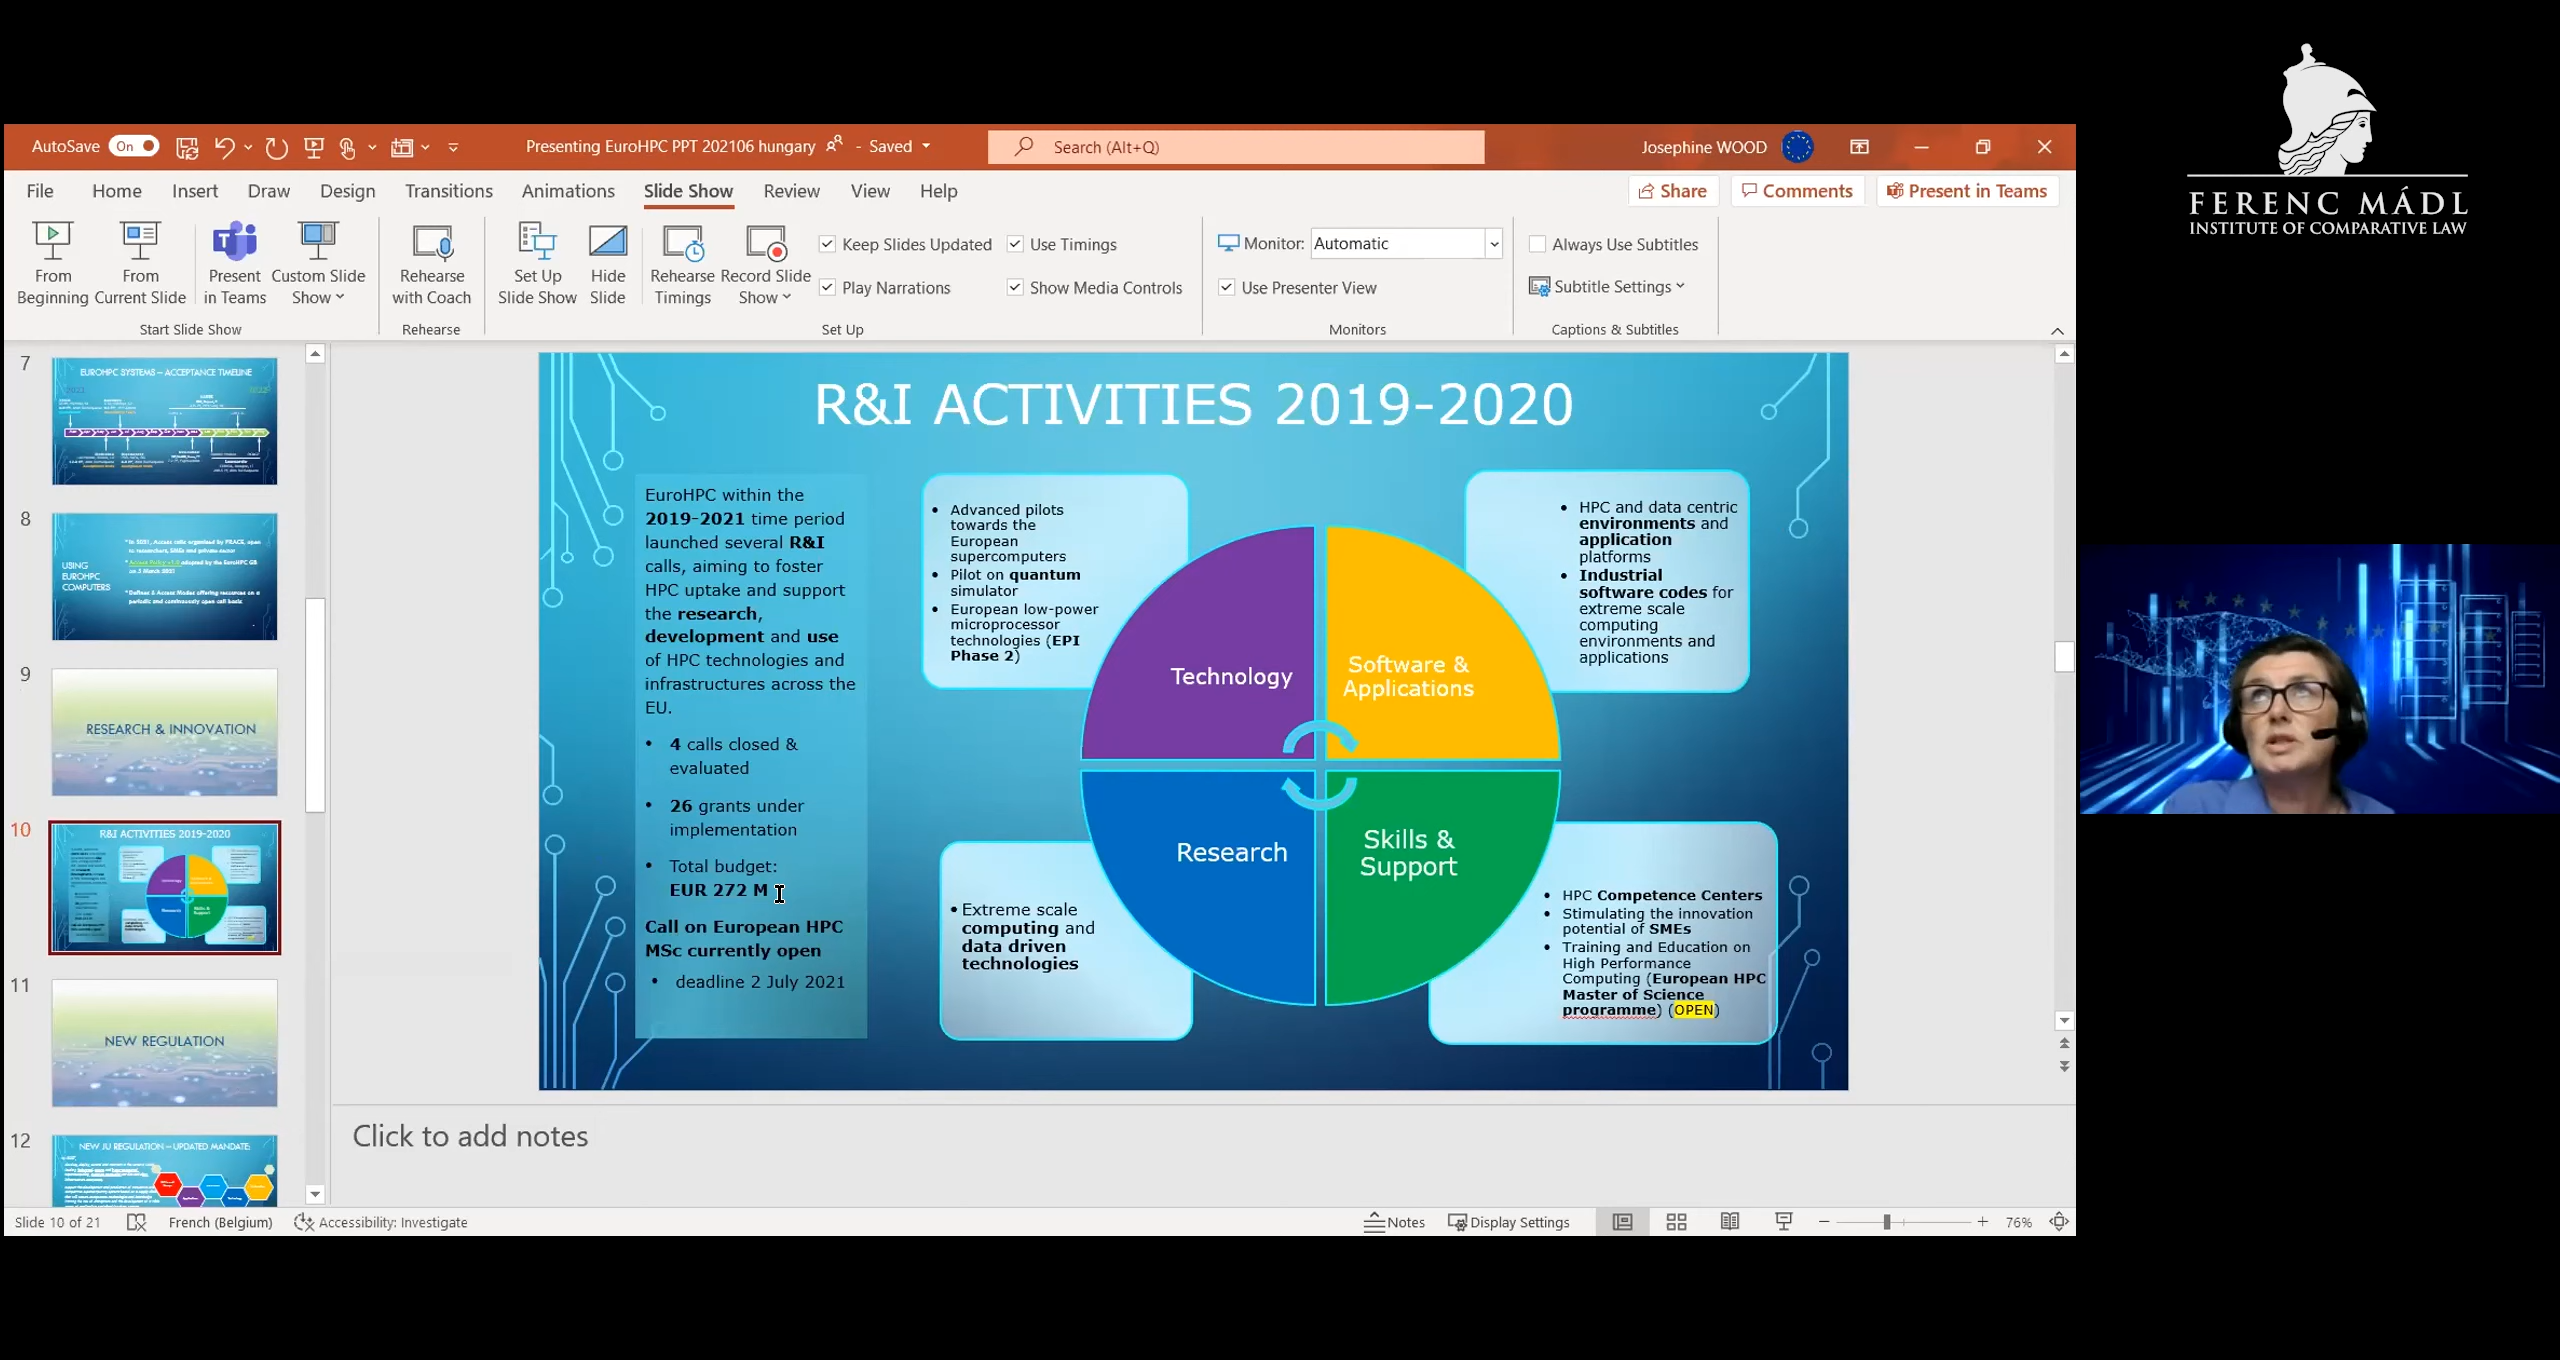 AutoSave On
Presenting EuroHPC PPT 202106 hungary - Saved
Search (Alt+Q)
Josephine WOOD
File Home Insert Draw Design Transitions Animations Slide Show Review View Help
Share Comments Present in Teams
From Beginning
From Current Slide
Present in Teams
Custom Slide Show
Start Slide Show
Rehearse with Coach
Rehearse
Set Up Slide Show
Hide Slide
Rehearse Timings
Record Slide Show
Keep Slides Updated
Play Narrations
Use Timings
Show Media Controls
Set Up
Monitor: Automatic
Use Presenter View
Monitors
Always Use Subtitles
Subtitle Settings
Captions & Subtitles
7
EUROHPC SYSTEMS – ACCEPTANCE TIMELINE
8
USING
EUROHPC
COMPUTERS
9
RESEARCH & INNOVATION
10
R&I ACTIVITIES 2019-2020
11
NEW REGULATION
12
NEW JU REGULATION – UPDATED MANDATE
R&I ACTIVITIES 2019-2020
EuroHPC within the
2019-2021 time period
launched several R&I
calls, aiming to foster
HPC uptake and support
the research,
development and use
of HPC technologies and
infrastructures across the
EU.
• 4 calls closed &
evaluated
• 26 grants under
implementation
• Total budget:
EUR 272 M
Call on European HPC
MSc currently open
• deadline 2 July 2021
• Advanced pilots
towards the
European
supercomputers
• Pilot on quantum
simulator
• European low-power
microprocessor
technologies (EPI
Phase 2)
• HPC and data centric
environments and
application
platforms
• Industrial
software codes for
extreme scale
computing
environments and
applications
Technology
Software &
Applications
Research
Skills &
Support
• Extreme scale
computing and
data driven
technologies
• HPC Competence Centers
• Stimulating the innovation
potential of SMEs
• Training and Education on
High Performance
Computing (European HPC
Master of Science
programme) (OPEN)
Click to add notes
Slide 10 of 21
French (Belgium)
Accessibility: Investigate
Notes
Display Settings
76%
FERENC MÁDL
INSTITUTE OF COMPARATIVE LAW